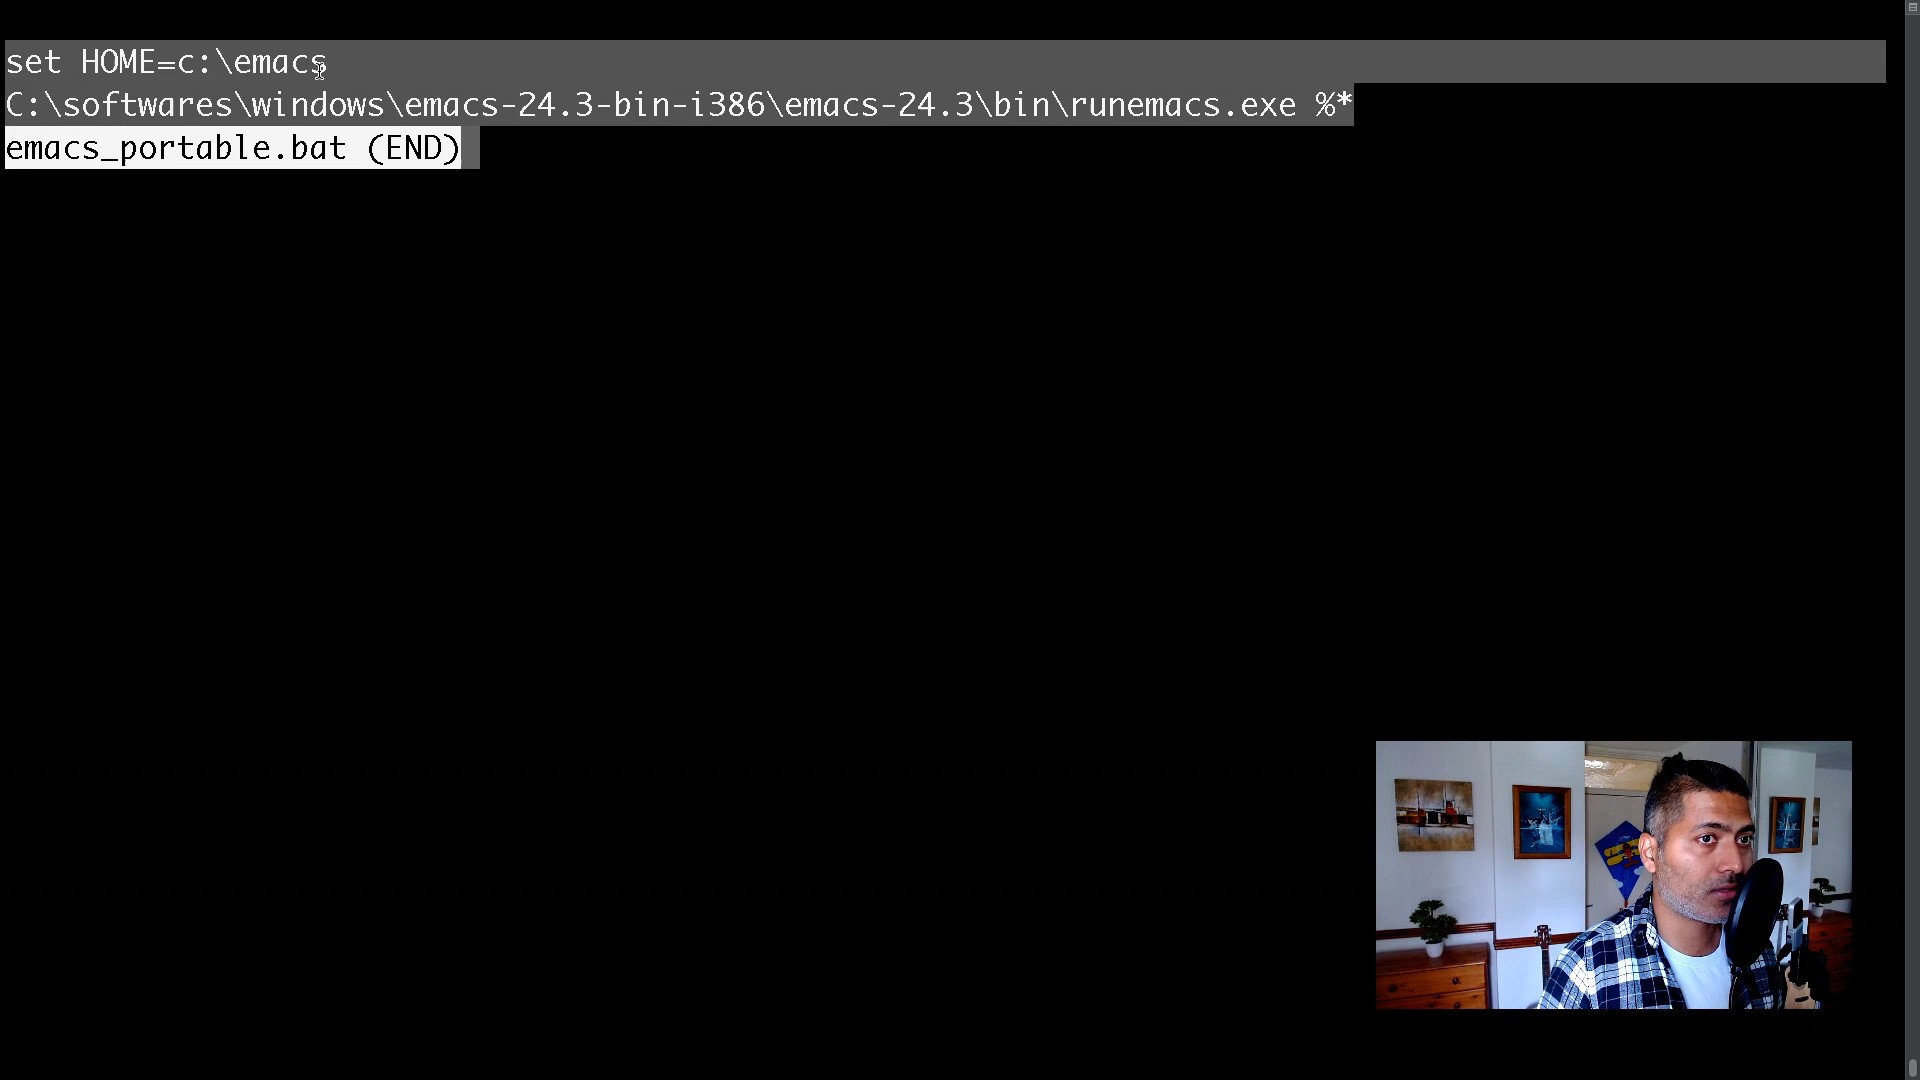 set HOME=c:\emacs
C:\softwares\windows\emacs-24.3-bin-i386\emacs-24.3\bin\runemacs.exe %*
emacs_portable.bat (END)